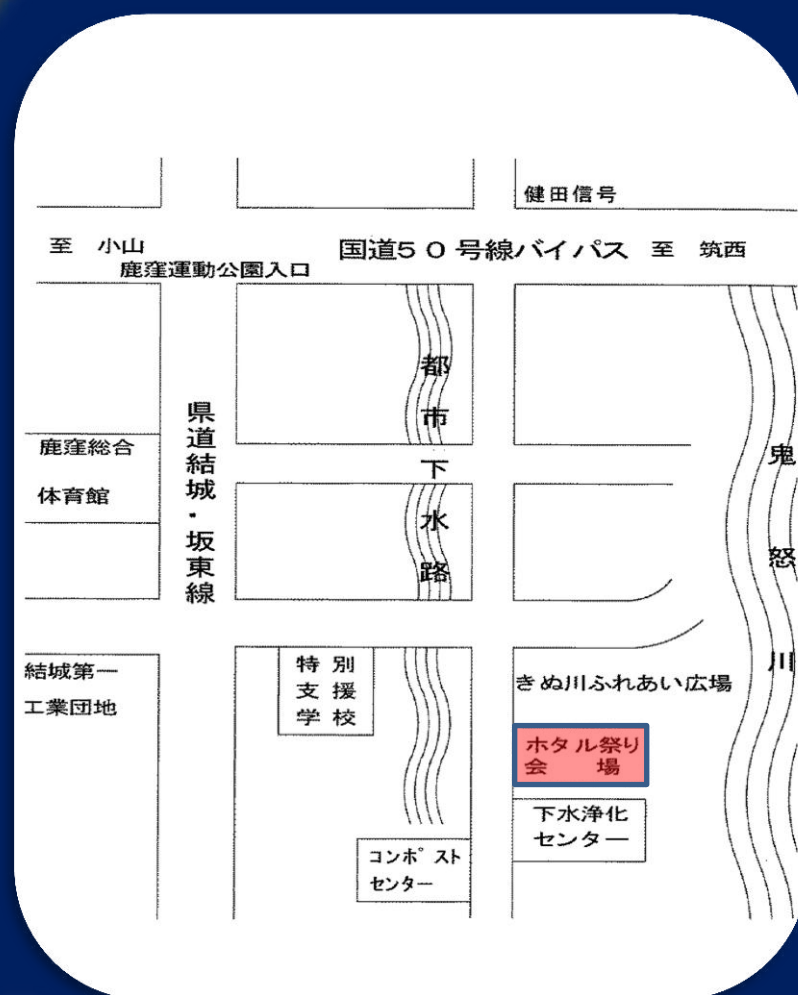 健田信号
至 小山
国道50号線バイパス 至 筑西
鹿窪運動公園入口
都市下水路
県道結城・坂東線
鹿窪総合
体育館
鬼怒川
結城第一
工業団地
特別
支援
学校
きぬ川ふれあい広場
ホタル祭り
会 場
下水浄化
センター
コンポスト
センター